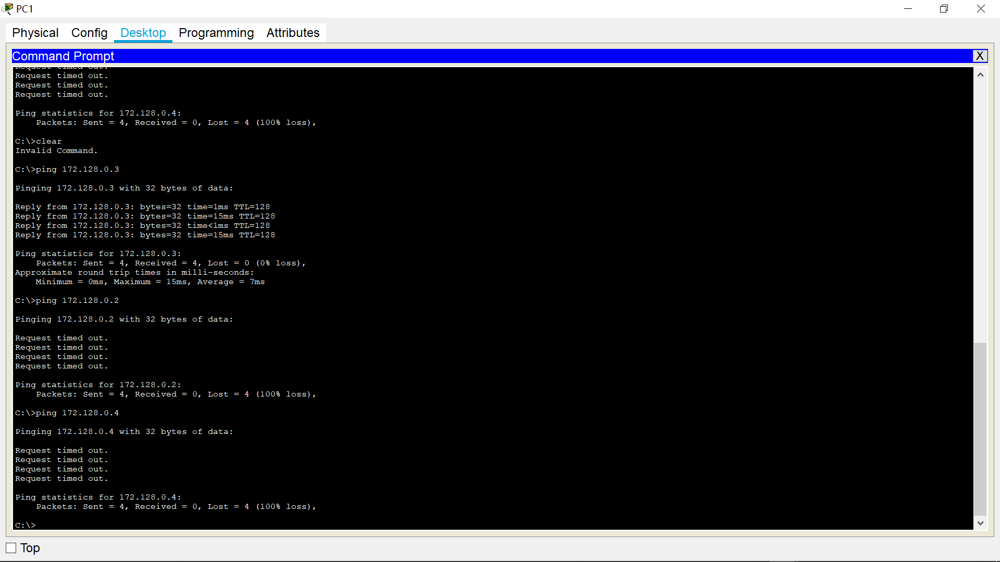 PC1
Physical Config Desktop Programming Attributes
Command Prompt
X
Request timed out.
Request timed out.
Request timed out.
Request timed out.
Ping statistics for 172.128.0.4:
Packets: Sent = 4, Received = 0, Lost = 4 (100% loss),
C:\>clear
Invalid Command.
C:\>ping 172.128.0.3
Pinging 172.128.0.3 with 32 bytes of data:
Reply from 172.128.0.3: bytes=32 time=1ms TTL=128
Reply from 172.128.0.3: bytes=32 time=15ms TTL=128
Reply from 172.128.0.3: bytes=32 time<1ms TTL=128
Reply from 172.128.0.3: bytes=32 time=15ms TTL=128
Ping statistics for 172.128.0.3:
Packets: Sent = 4, Received = 4, Lost = 0 (0% loss),
Approximate round trip times in milli-seconds:
Minimum = 0ms, Maximum = 15ms, Average = 7ms
C:\>ping 172.128.0.2
Pinging 172.128.0.2 with 32 bytes of data:
Request timed out.
Request timed out.
Request timed out.
Request timed out.
Ping statistics for 172.128.0.2:
Packets: Sent = 4, Received = 0, Lost = 4 (100% loss),
C:\>ping 172.128.0.4
Pinging 172.128.0.4 with 32 bytes of data:
Request timed out.
Request timed out.
Request timed out.
Request timed out.
Ping statistics for 172.128.0.4:
Packets: Sent = 4, Received = 0, Lost = 4 (100% loss),
C:\>
Top